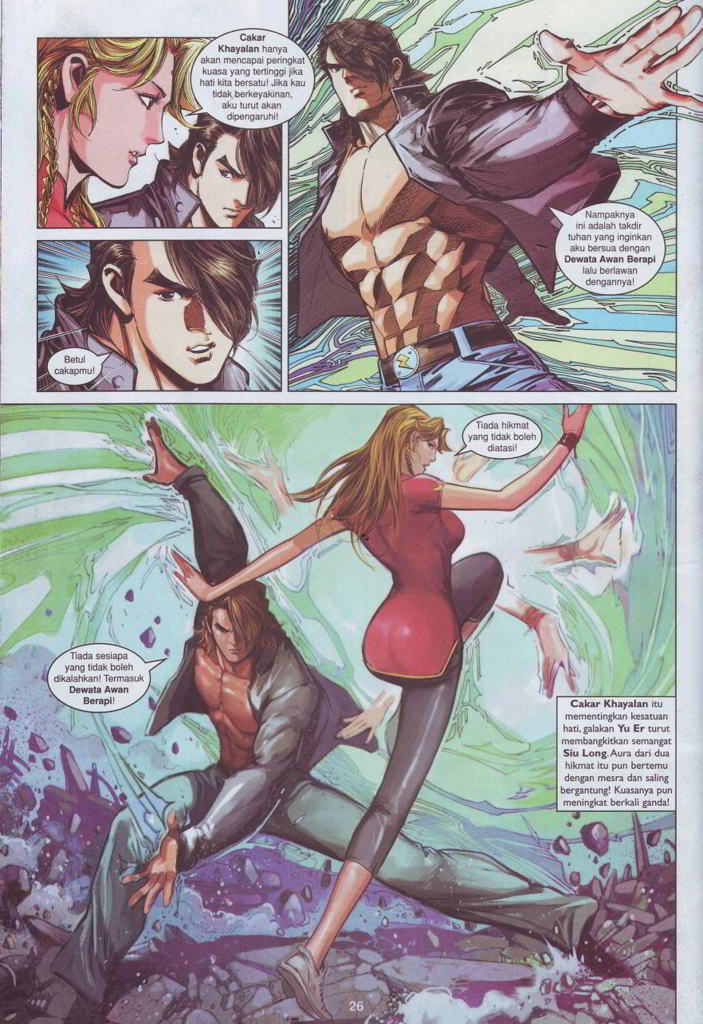 Cakar
Khayalan hanya
akan mencapai peringkat
kuasa yang tertinggi jika
hati kita bersatu! Jika kau
tidak berkeyakinan,
aku turut akan
dipengaruhi!
Betul
cakapmu!
Nampaknya
ini adalah takdir
tuhan yang inginkan
aku bersua dengan
Dewata Awan Berapi
lalu berlawan
dengannya!
Tiada hikmat
yang tidak boleh
diatasi!
Tiada sesiapa
yang tidak boleh
dikalahkan! Termasuk
Dewata Awan
Berapi!
Cakar Khayalan itu
mementingkan kesatuan
hati, galakan Yu Er turut
membangkitkan semangat
Siu Long. Aura dari dua
hikmat itu pun bertemu
dengan mesra dan saling
bergantung! Kuasanya pun
meningkat berkali ganda!
26